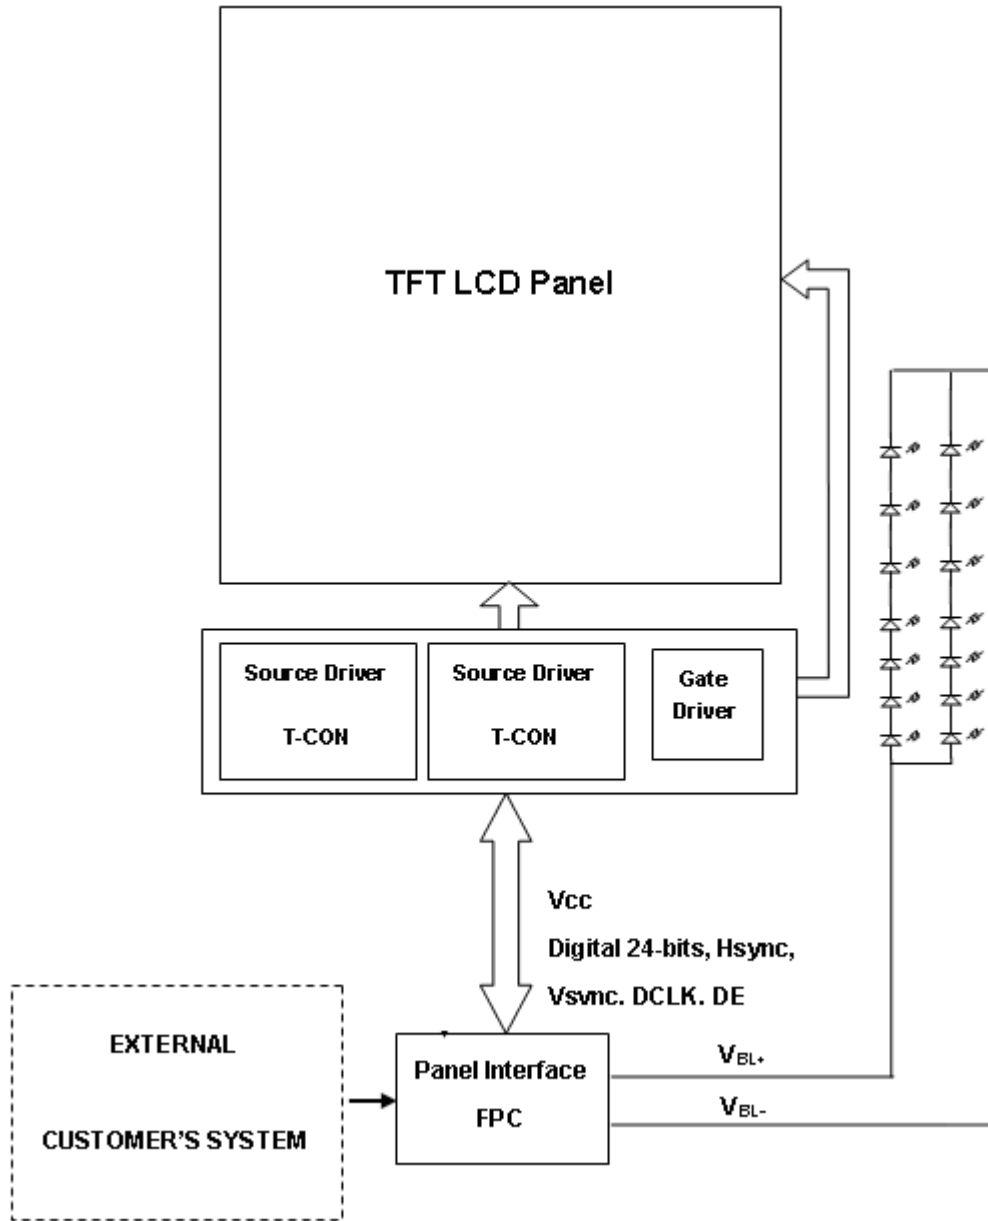 TFT LCD Panel
Source Driver
T-CON
Source Driver
T-CON
Gate
Driver
Vcc
Digital 24-bits, Hsync,
Vsvnc. DCLK. DE
EXTERNAL
CUSTOMER'S SYSTEM
Panel Interface
FPC
VBL+
VBL-